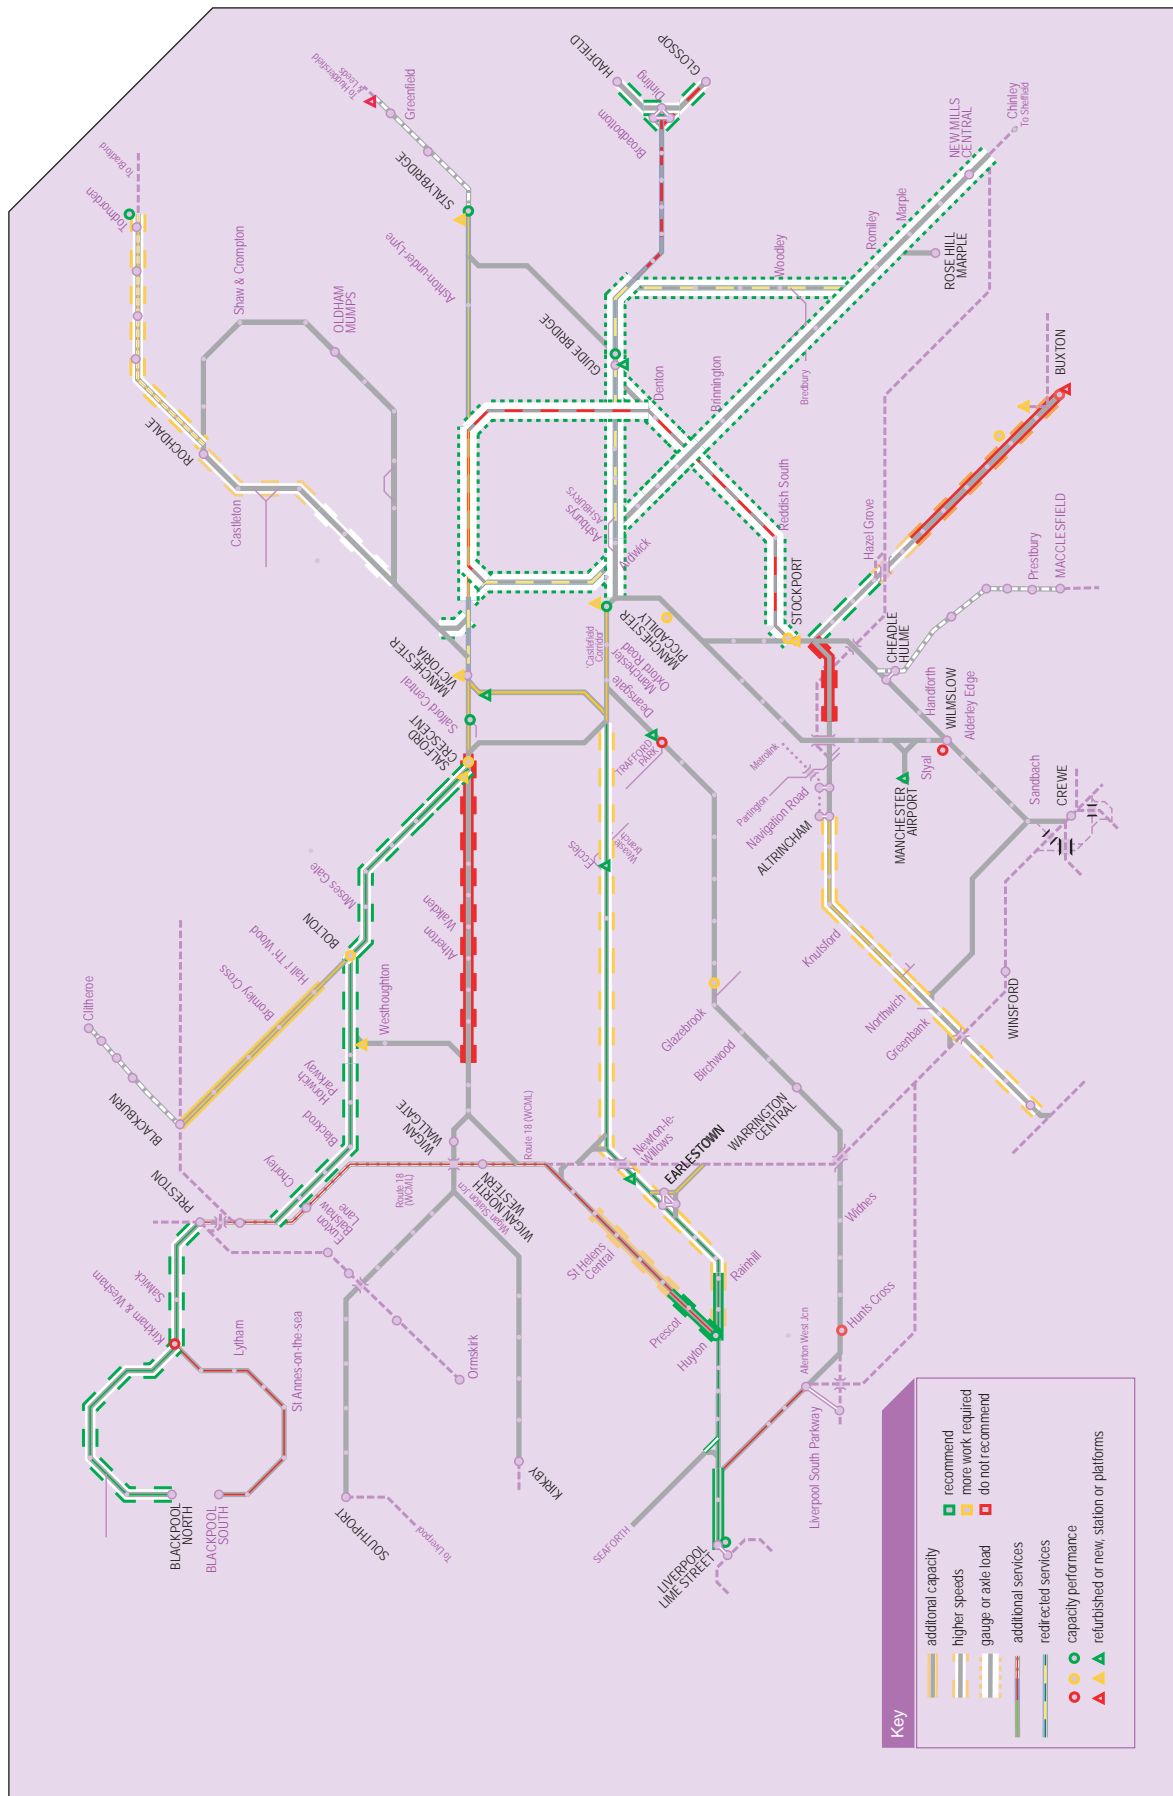 BLACKPOOL
NORTH
BLACKPOOL
SOUTH
Kirkham & Wesham
Salwick
Lytham
St Annes-on-the-sea
PRESTON
BLACKBURN
Clitheroe
Bromley Cross
Hall i' Th' Wood
BOLTON
Moses Gate
Chorley
Blackrod
Horwich
Parkway
Westhoughton
Euxton
Balshaw
Lane
Ormskirk
SOUTHPORT
To Liverpool
KIRKBY
Route 18
(WCML)
WIGAN
WALLGATE
Wigan Station Jcn
WIGAN NORTH
WESTERN
Route 18 (WCML)
Atherton
Walkden
SALFORD
CRESCENT
Salford Central
MANCHESTER
VICTORIA
Castleton
ROCHDALE
Todmorden
To Bradford
Shaw & Crompton
OLDHAM
MUMPS
Ashton-under-Lyne
STALYBRIDGE
Greenfield
To Huddersfield
& Leeds
HADFIELD
Dinting
GLOSSOP
Broadbottom
GUIDE BRIDGE
Woodley
Romiley
Marple
ROSE HILL
MARPLE
NEW MILLS
CENTRAL
Chinley
To Sheffield
Denton
Brinnington
Bredbury
Reddish South
Ashburys
ASHBURYS
Ardwick
'Castlefield
Corridor'
MANCHESTER
PICCADILLY
Manchester
Oxford Road
Deansgate
TRAFFORD
PARK
Eccles
Weaste
branch
STOCKPORT
Hazel Grove
BUXTON
CHEADLE
HULME
Prestbury
MACCLESFIELD
Handforth
WILMSLOW
Alderley Edge
Styal
MANCHESTER
AIRPORT
Metrolink
Partington
Navigation Road
ALTRINCHAM
Knutsford
Northwich
Greenbank
WINSFORD
Sandbach
CREWE
Glazebrook
Birchwood
WARRINGTON
CENTRAL
Widnes
Newton-le-
Willows
EARLESTOWN
Rainhill
St Helens
Central
Prescot
Huyton
Hunts Cross
Allerton West Jcn
Liverpool South Parkway
SEAFORTH
LIVERPOOL
LIME STREET
Key
additonal capacity
higher speeds
gauge or axle load
additional services
redirected services
capacity performance
refurbished or new, station or platforms
recommend
more work required
do not recommend